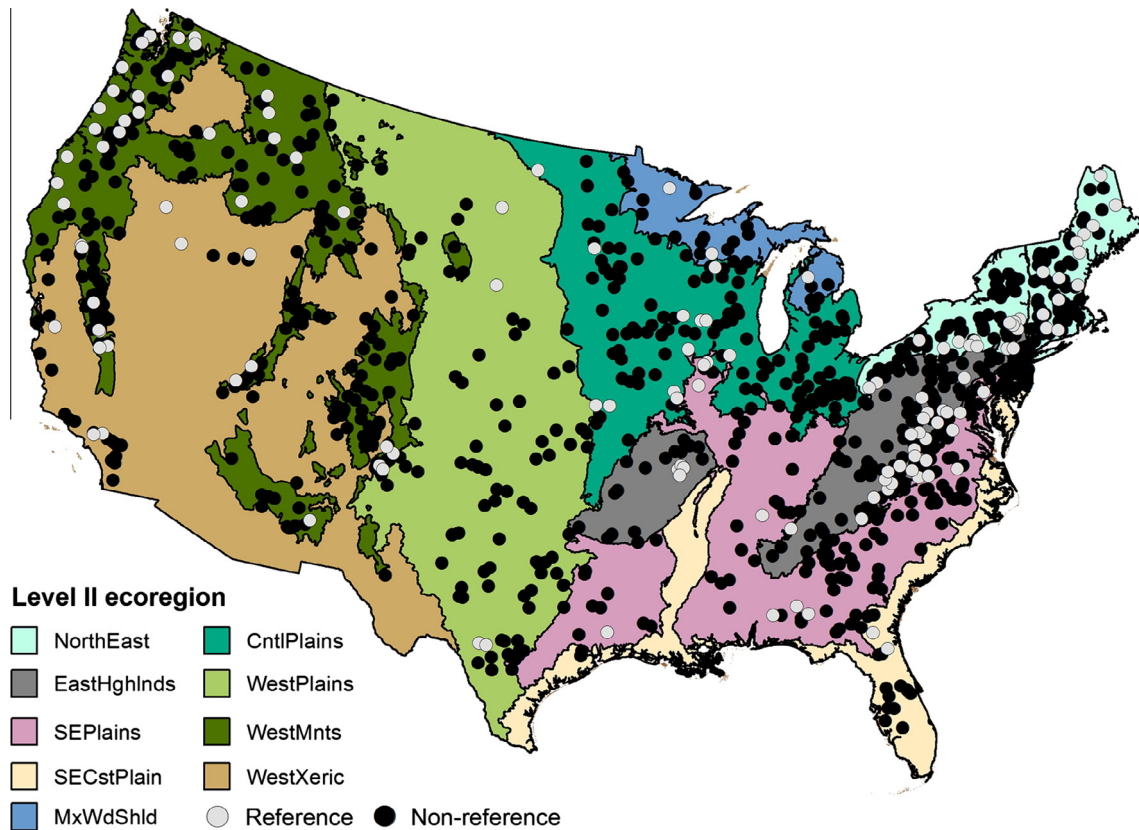 Level II ecoregion
NorthEast CntlPlains
EastHghlnds WestPlains
SEPlains WestMnts
SECstPlain WestXeric
MxWdShld Reference Non-reference